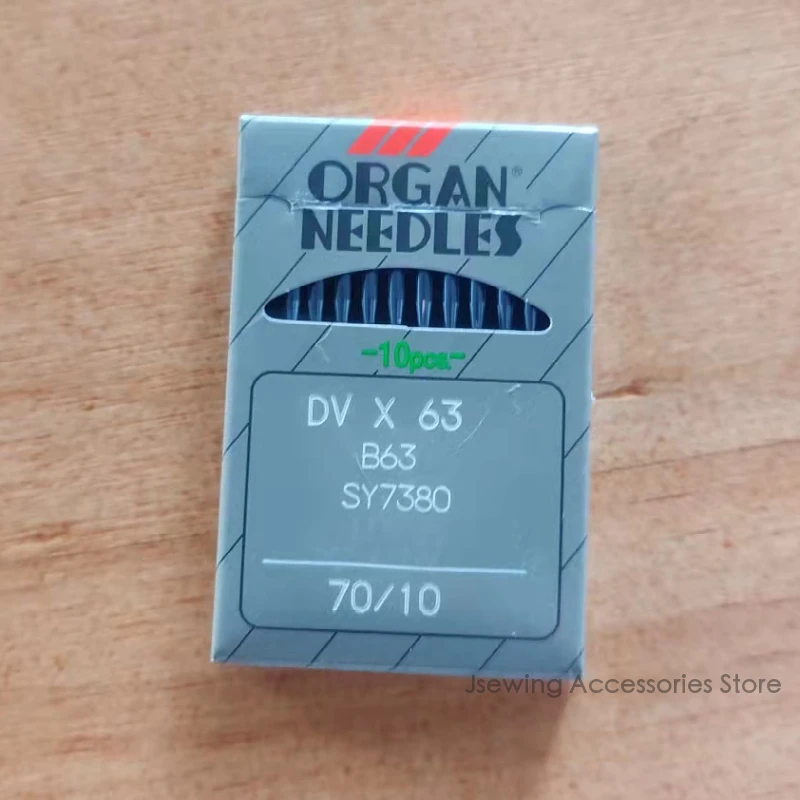 ORGAN®
NEEDLES
-10pcs-
DV X 63
B63
SY7380
70/10
Jsewing Accessories Store